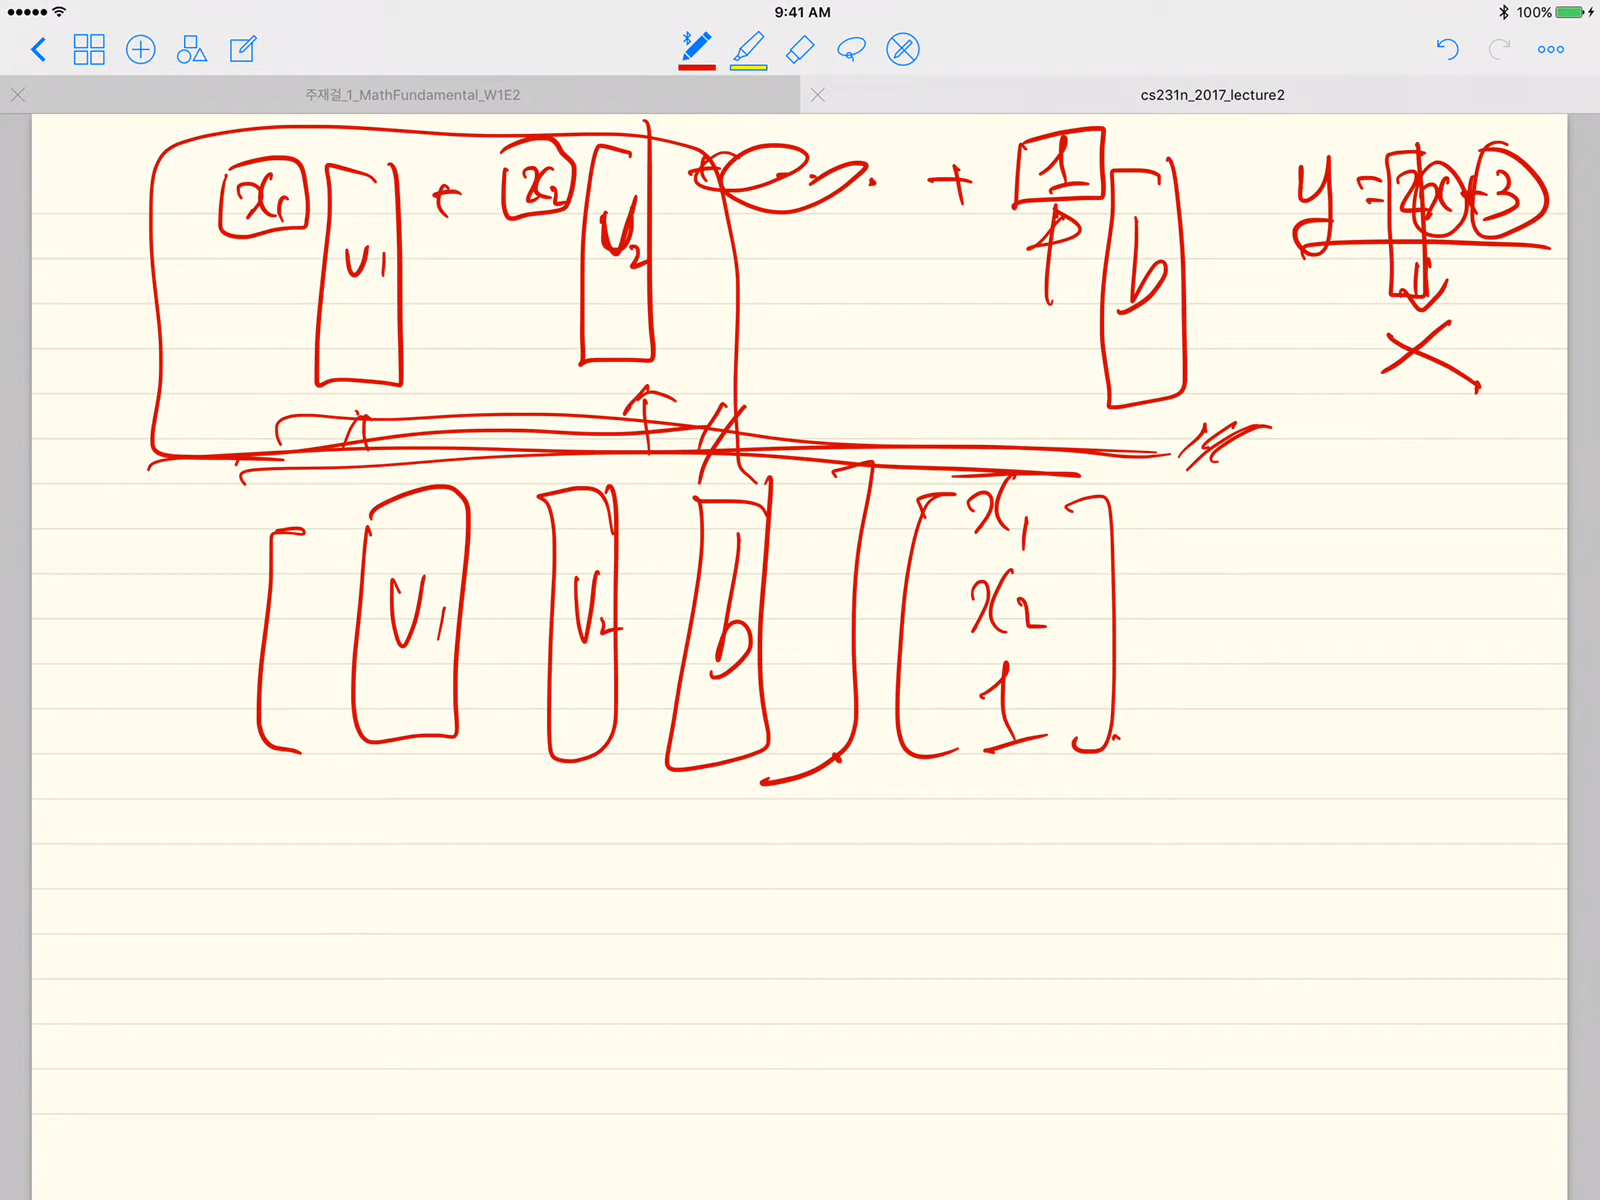 9:41 AM
100%
주재걸_1_MathFundamental_W1E2
cs231n_2017_lecture2
x₁ v₁ + x₂ v₂ + 1 b
y = 2x + 3
[ v₁ v₂ b ] [ x₁
x₂
1 ]